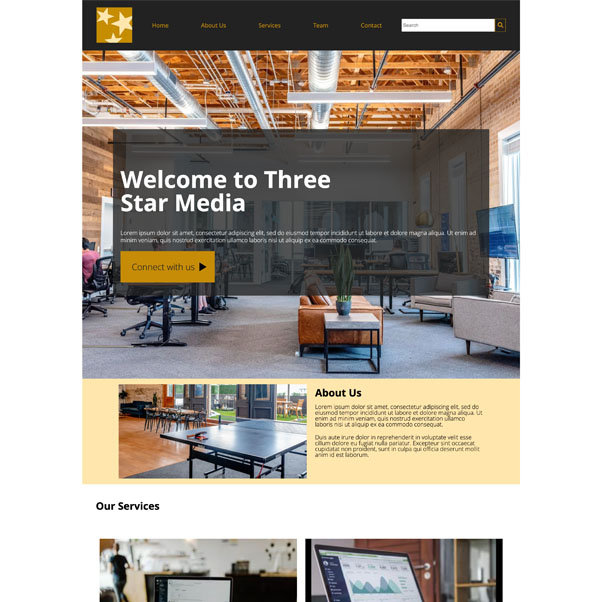 Home About Us Services Team Contact Search
Welcome to Three
Star Media
Lorem ipsum dolor sit amet, consectetur adipiscing elit, sed do eiusmod tempor incididunt ut labore et dolore magna aliqua. Ut enim ad
minim veniam, quis nostrud exercitation ullamco laboris nisi ut aliquip ex ea commodo consequat.
Connect with us
About Us
Lorem ipsum dolor sit amet, consectetur adipiscing elit, sed
do eiusmod tempor incididunt ut labore et dolore magna aliqua. Ut
enim ad minim veniam, quis nostrud exercitation ullamco laboris
nisi ut aliquip ex ea commodo consequat.
Duis aute irure dolor in reprehenderit in voluptate velit esse
cillum dolore eu fugiat nulla pariatur. Excepteur sint occaecat
cupidatat non proident, sunt in culpa qui officia deserunt mollit
anim id est laborum.
Our Services